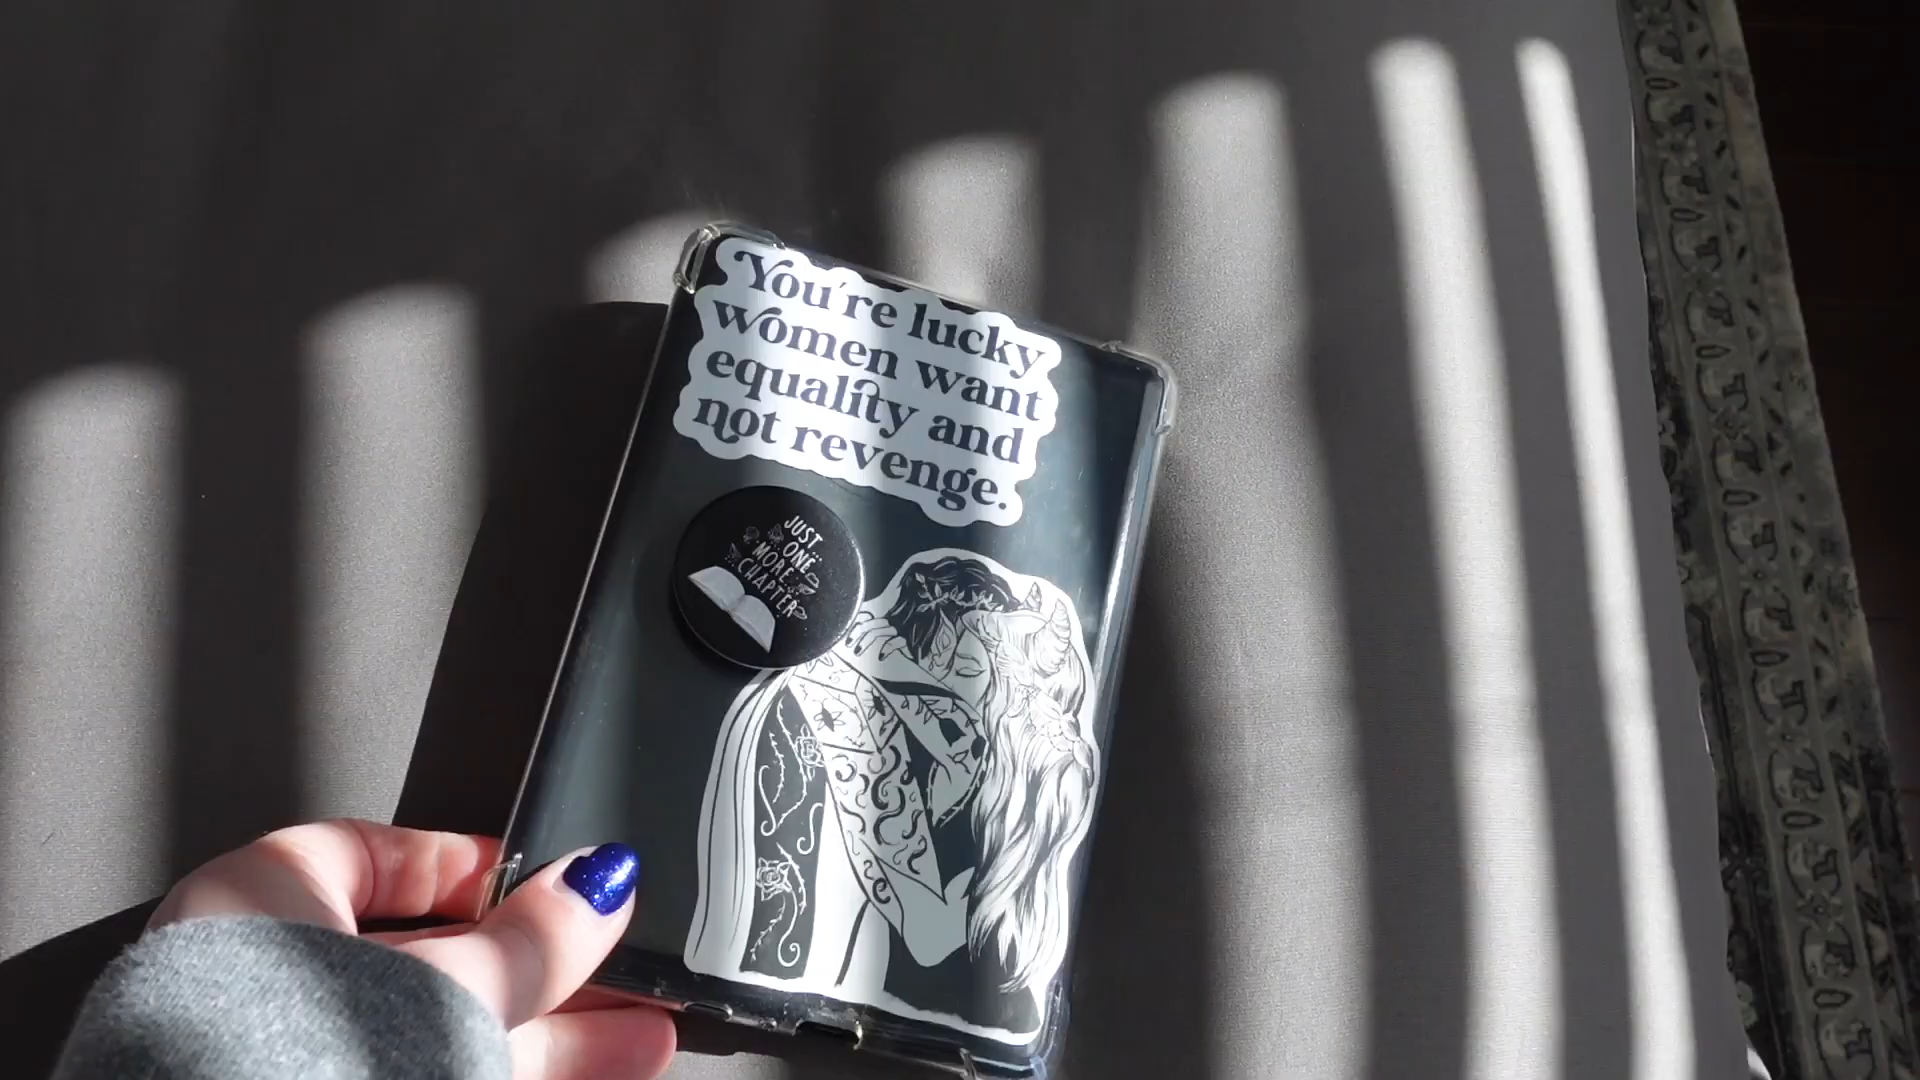 You're lucky
women want
equality and
not revenge.
JUST
ONE
MORE
CHAPTER